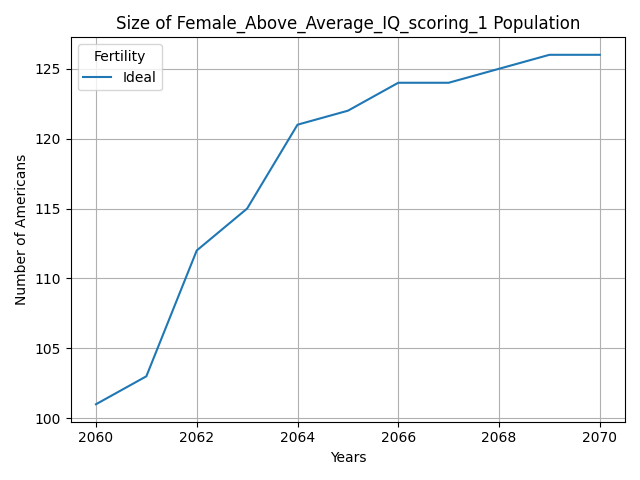 Size of Female_Above_Average_IQ_scoring_1 Population
Fertility
Ideal
125
120
115
110
105
100
Number of Americans
2060 2062 2064 2066 2068 2070
Years